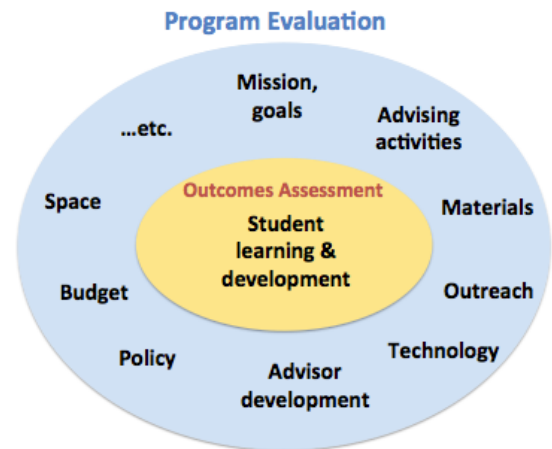 Program Evaluation
Mission,
goals
Advising
activities
Materials
Outreach
Technology
Advisor
development
Policy
Budget
Space
...etc.
Outcomes Assessment
Student
learning &
development